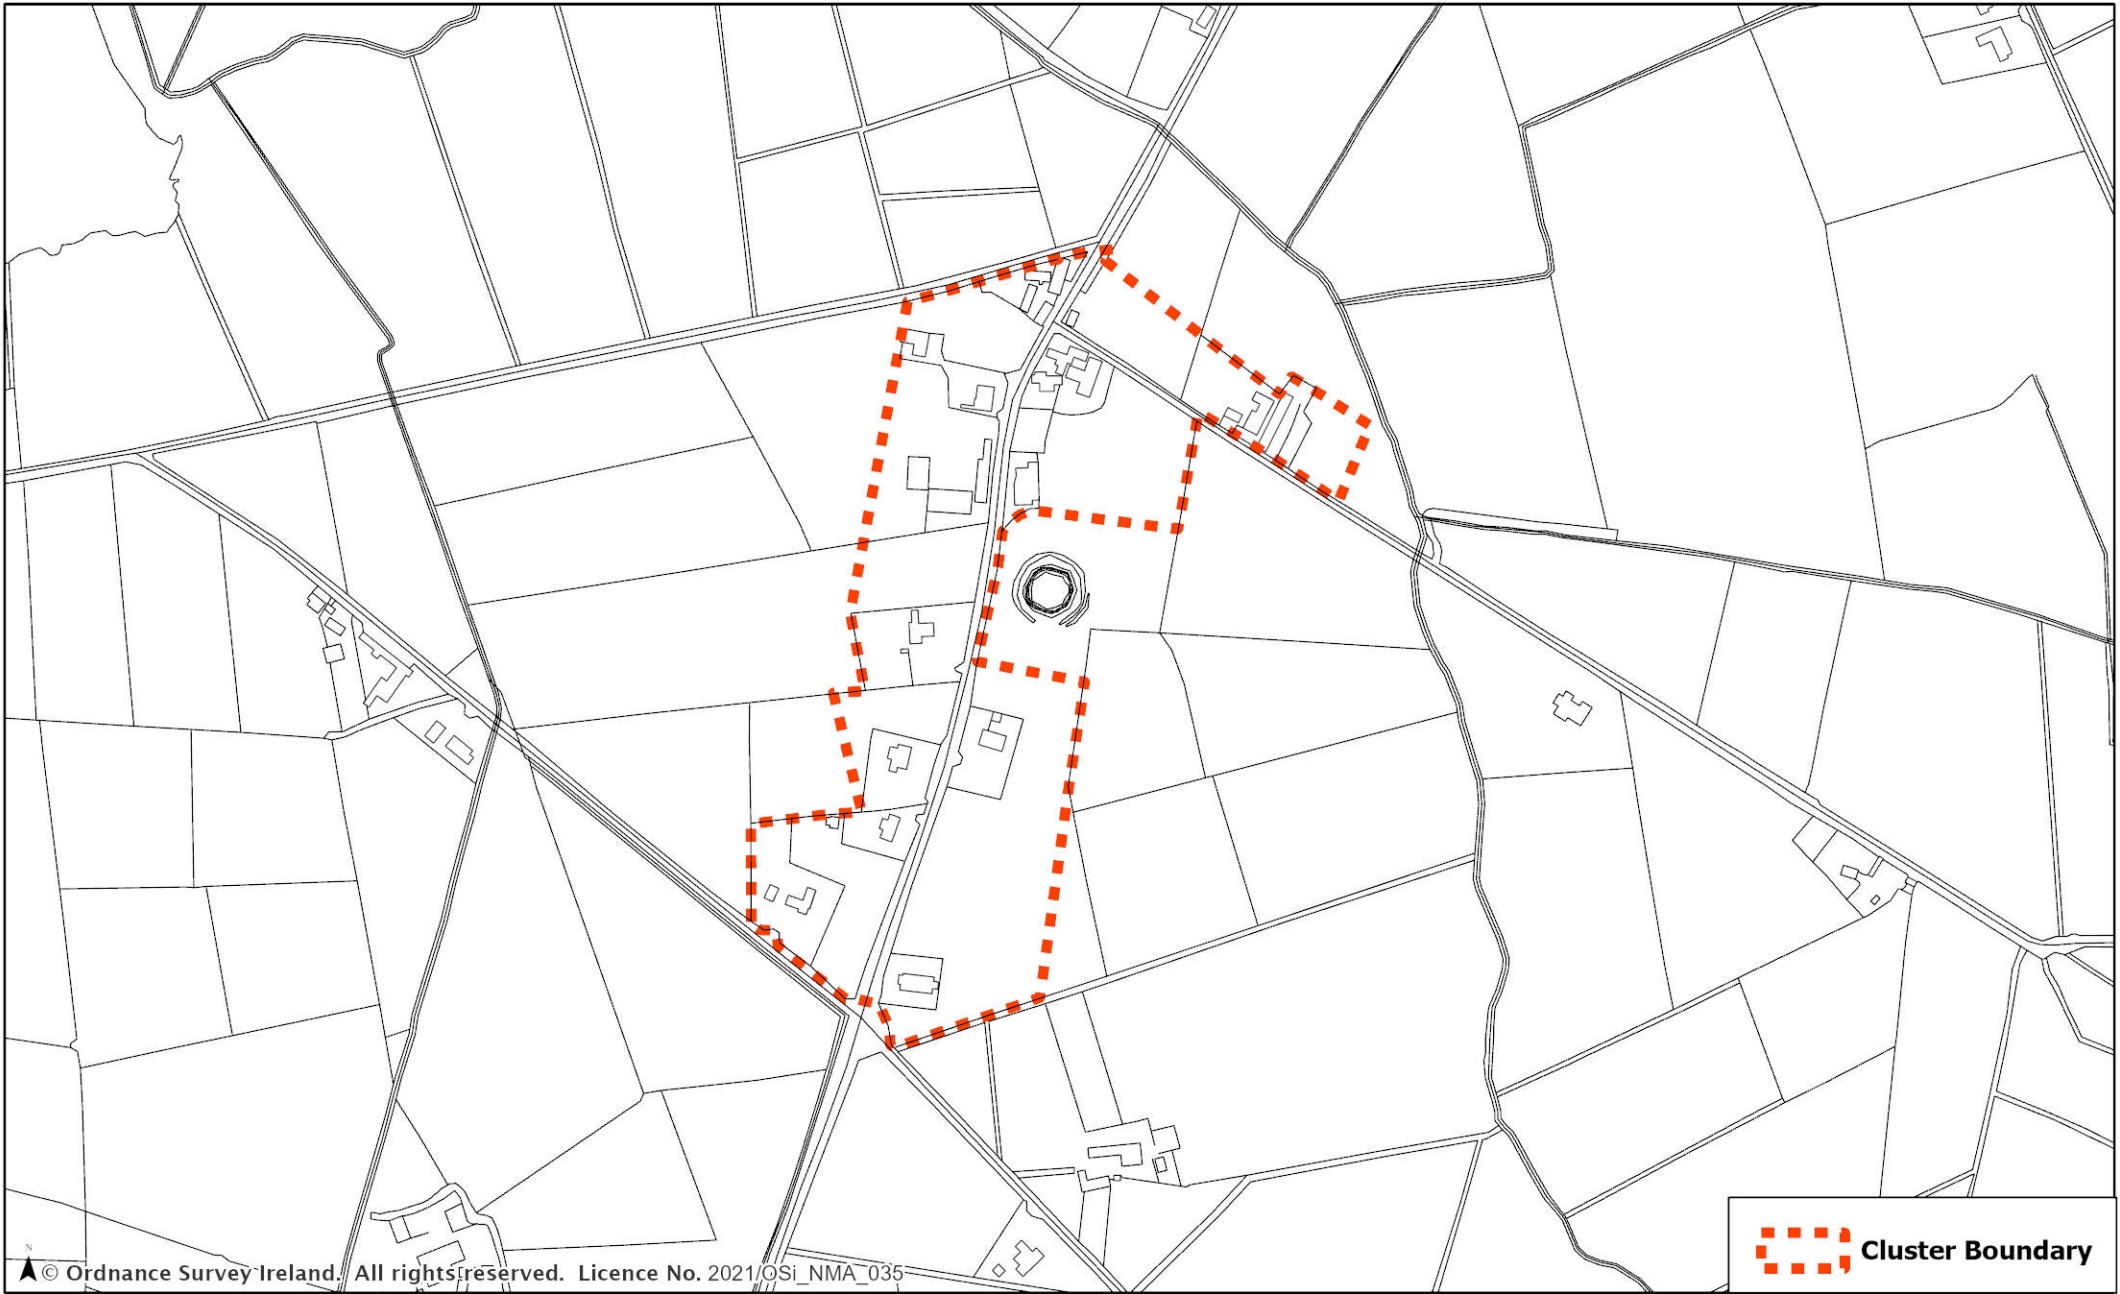 Cluster Boundary
N
© Ordnance Survey Ireland. All rights reserved. Licence No. 2021/OSi_NMA_035